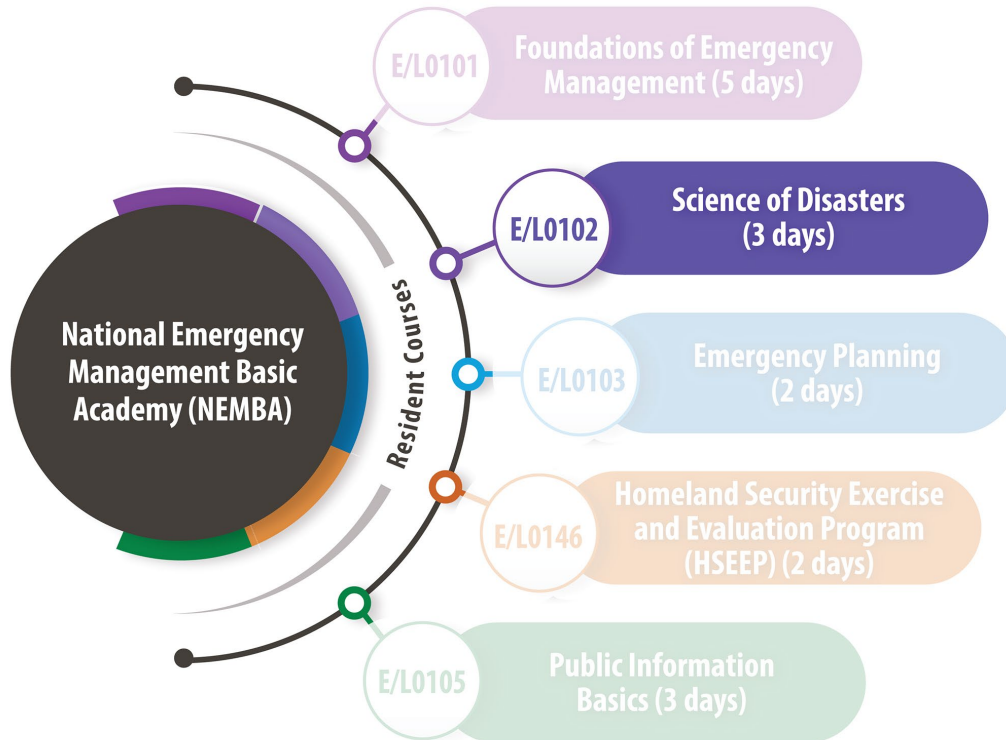 E/L0101
Foundations of Emergency
Management (5 days)
E/L0102
Science of Disasters
(3 days)
National Emergency
Management Basic
Academy (NEMBA)
Resident Courses
E/L0103
Emergency Planning
(2 days)
E/L0146
Homeland Security Exercise
and Evaluation Program
(HSEEP) (2 days)
E/L0105
Public Information
Basics (3 days)